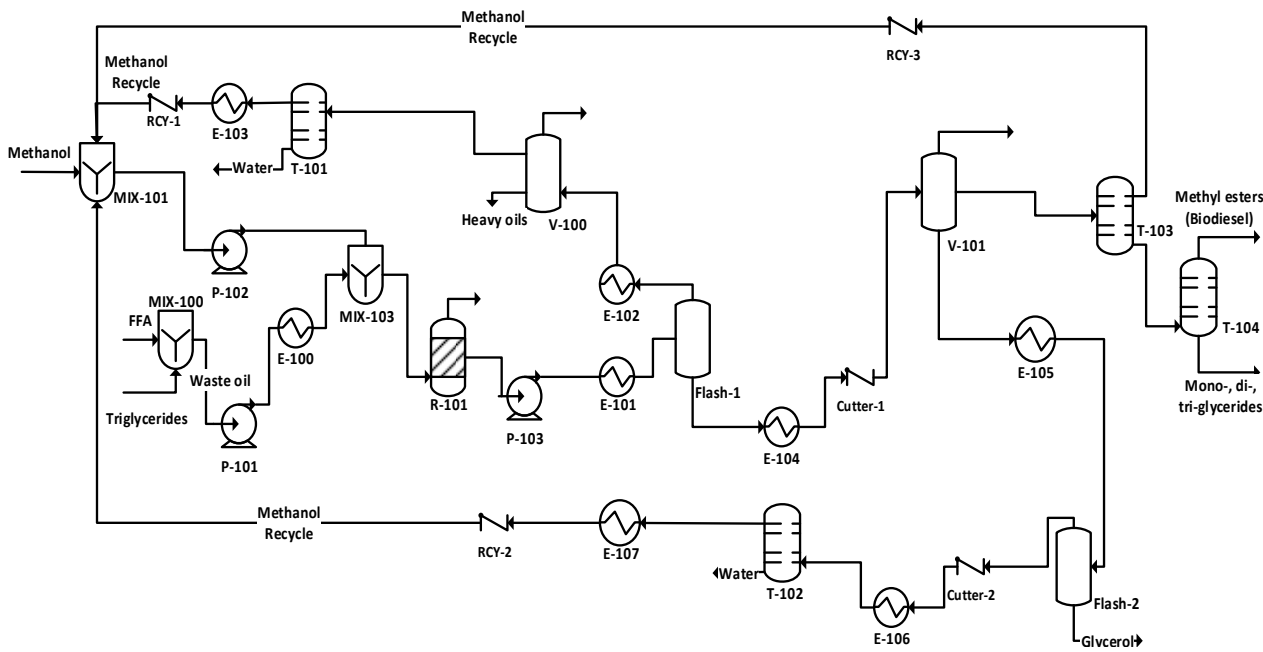 Methanol
Recycle
RCY-3
Methanol
Recycle
RCY-1
E-103
T-101
Water
Methanol
MIX-101
Heavy oils
V-100
V-101
T-103
Methyl esters
(Biodiesel)
P-102
MIX-100
FFA
E-100
MIX-103
E-102
T-104
Waste oil
Triglycerides
P-101
R-101
P-103
E-101
Flash-1
Cutter-1
E-104
E-105
Mono-, di-,
tri-glycerides
Methanol
Recycle
RCY-2
E-107
Water
T-102
E-106
Cutter-2
Flash-2
Glycerol